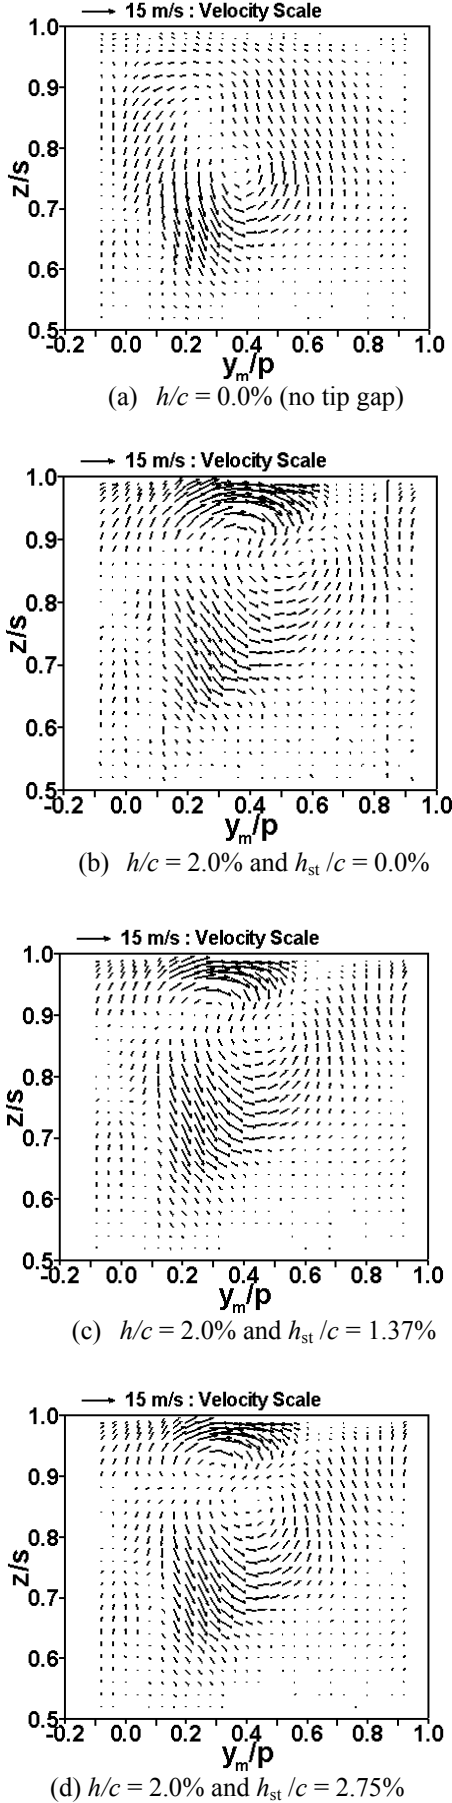 15 m/s : Velocity Scale
1.0
0.9
0.8
z/s
0.7
0.6
0.5
-0.2 0.0 0.2 0.4 0.6 0.8 1.0
ym/p
(a) h/c = 0.0% (no tip gap)
15 m/s : Velocity Scale
1.0
0.9
0.8
z/s
0.7
0.6
0.5
-0.2 0.0 0.2 0.4 0.6 0.8 1.0
ym/p
(b) h/c = 2.0% and hst /c = 0.0%
15 m/s : Velocity Scale
1.0
0.9
0.8
z/s
0.7
0.6
0.5
-0.2 0.0 0.2 0.4 0.6 0.8 1.0
ym/p
(c) h/c = 2.0% and hst /c = 1.37%
15 m/s : Velocity Scale
1.0
0.9
0.8
z/s
0.7
0.6
0.5
-0.2 0.0 0.2 0.4 0.6 0.8 1.0
ym/p
(d) h/c = 2.0% and hst /c = 2.75%